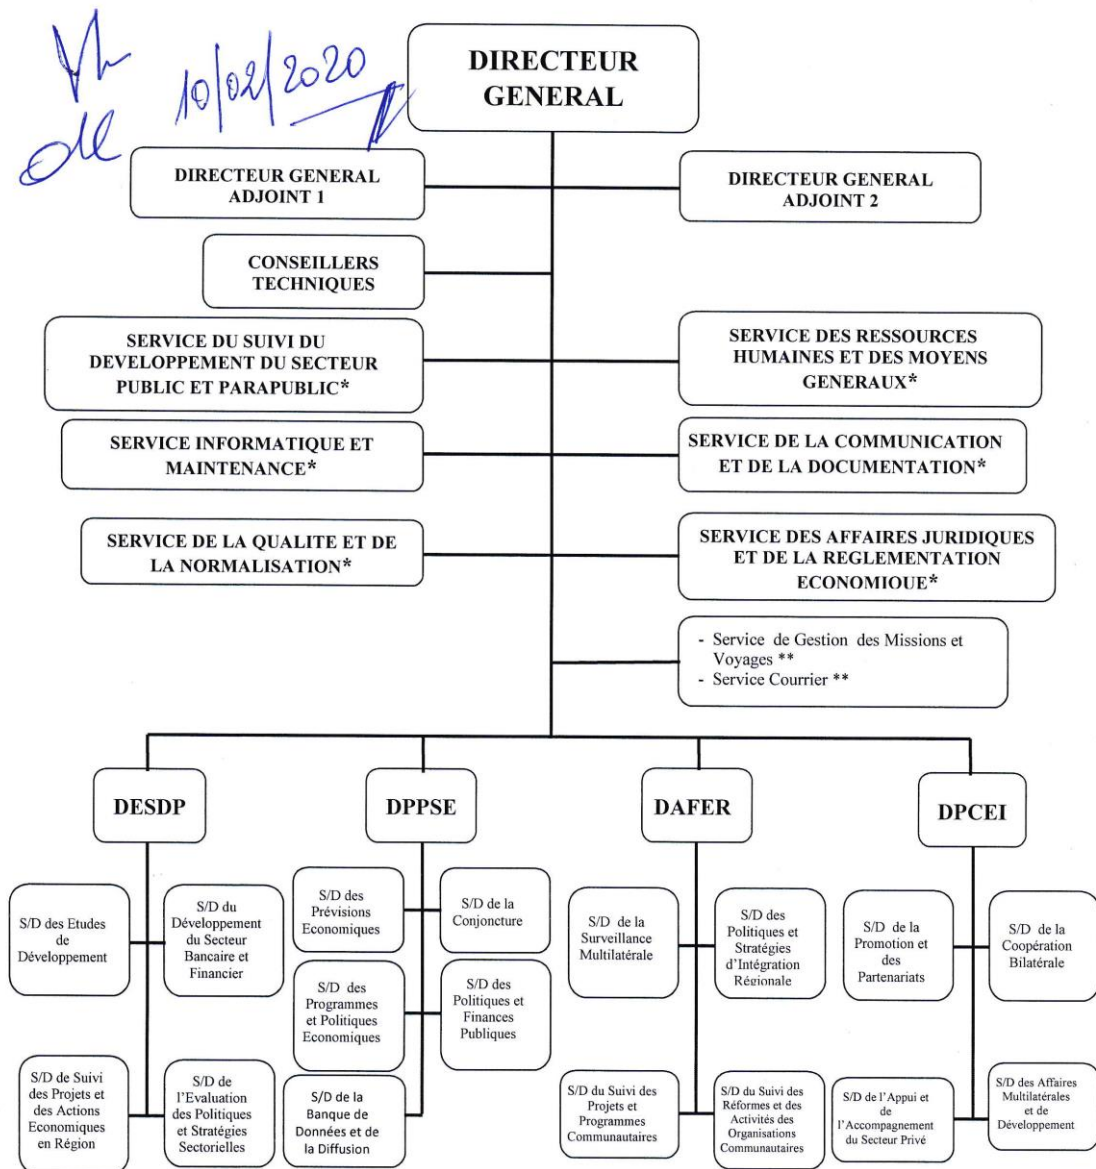 10/02/2020
DIRECTEUR
GENERAL
DIRECTEUR GENERAL
ADJOINT 1
DIRECTEUR GENERAL
ADJOINT 2
CONSEILLERS
TECHNIQUES
SERVICE DU SUIVI DU
DEVELOPPEMENT DU SECTEUR
PUBLIC ET PARAPUBLIC*
SERVICE DES RESSOURCES
HUMAINES ET DES MOYENS
GENERAUX*
SERVICE INFORMATIQUE ET
MAINTENANCE*
SERVICE DE LA COMMUNICATION
ET DE LA DOCUMENTATION*
SERVICE DE LA QUALITE ET DE
LA NORMALISATION*
SERVICE DES AFFAIRES JURIDIQUES
ET DE LA REGLEMENTATION
ECONOMIQUE*
- Service de Gestion des Missions et
Voyages **
- Service Courrier **
DESDP
DPPSE
DAFER
DPCEI
S/D des Etudes
de
Développement
S/D du
Développement
du Secteur
Bancaire et
Financier
S/D des
Prévisions
Economiques
S/D de la
Conjoncture
S/D de la
Surveillance
Multilatérale
S/D des
Politiques et
Stratégies
d'Intégration
Régionale
S/D de la
Promotion et
des
Partenariats
S/D de la
Coopération
Bilatérale
S/D des
Programmes
et Politiques
Economiques
S/D des
Politiques et
Finances
Publiques
S/D de Suivi
des Projets et
des Actions
Economiques
en Région
S/D de
l'Evaluation
des Politiques
et Stratégies
Sectorielles
S/D de la
Banque de
Données et de
la Diffusion
S/D du Suivi des
Projets et
Programmes
Communautaires
S/D du Suivi des
Réformes et des
Activités des
Organisations
Communautaires
S/D de l'Appui et
de
l'Accompagnement
du Secteur Privé
S/D des Affaires
Multilatérales
et de
Développement